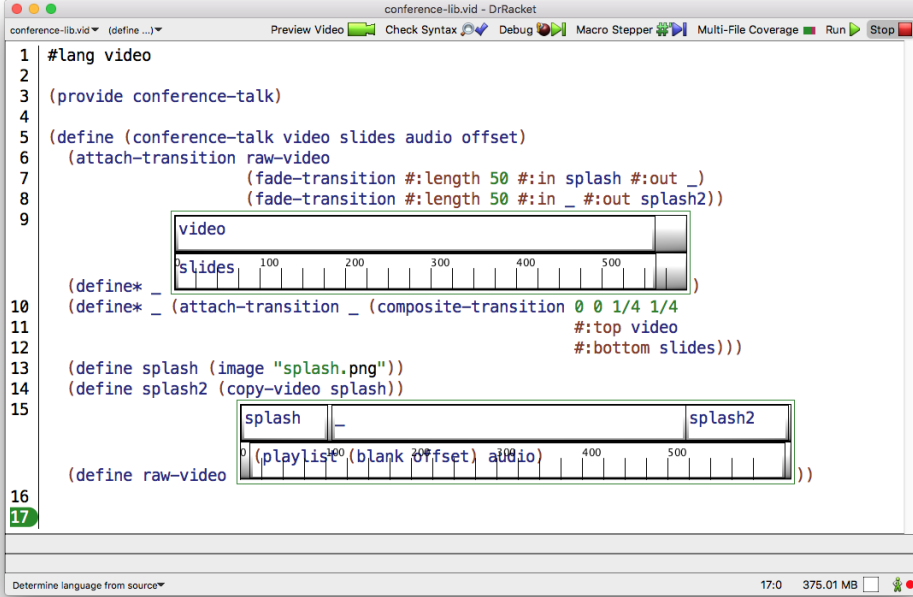 conference-lib.vid - DrRacket
conference-lib.vid▾ (define ...)▾ Preview Video Check Syntax Debug Macro Stepper Multi-File Coverage Run Stop
1 #lang video
2
3 (provide conference-talk)
4
5 (define (conference-talk video slides audio offset)
6 (attach-transition raw-video
7 (fade-transition #:length 50 #:in splash #:out _)
8 (fade-transition #:length 50 #:in _ #:out splash2))
9
video
0 100 200 300 400 500
slides
(define* _ )
10 (define* _ (attach-transition _ (composite-transition 0 0 1/4 1/4
11 #:top video
12 #:bottom slides)))
13 (define splash (image "splash.png"))
14 (define splash2 (copy-video splash))
15
splash _ splash2
0 100 200 300 400 500
(playlist (blank offset) audio)
(define raw-video ))
16
17
Determine language from source▾ 17:0 375.01 MB